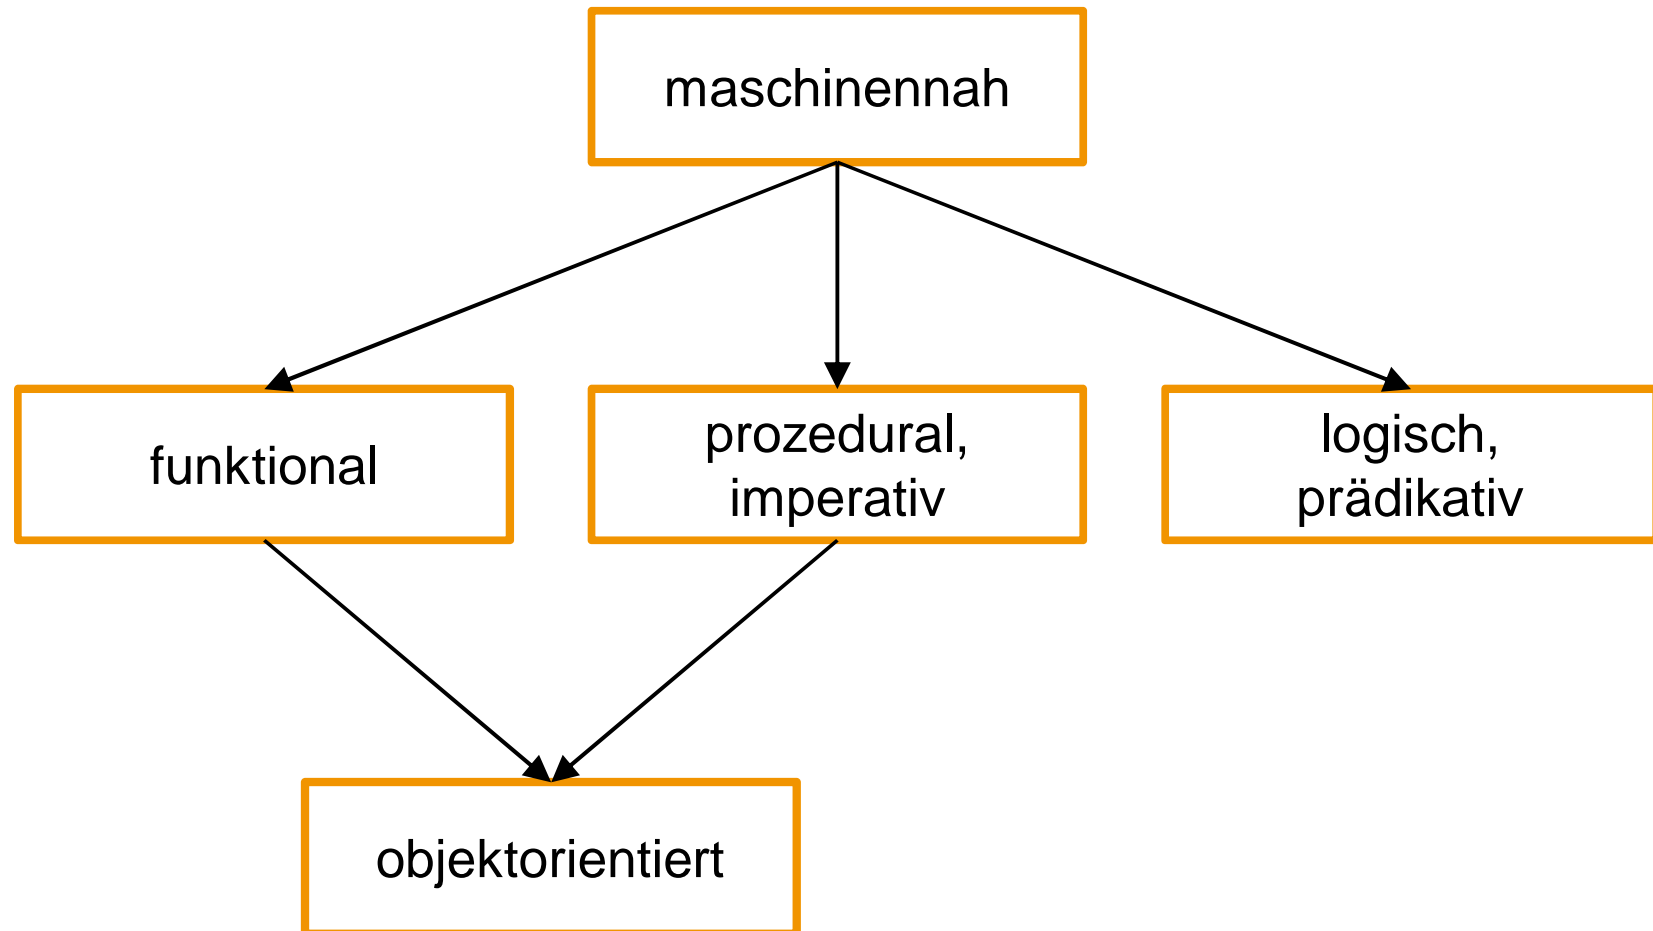 maschinennah
funktional
prozedural,
imperativ
logisch,
prädikativ
objektorientiert